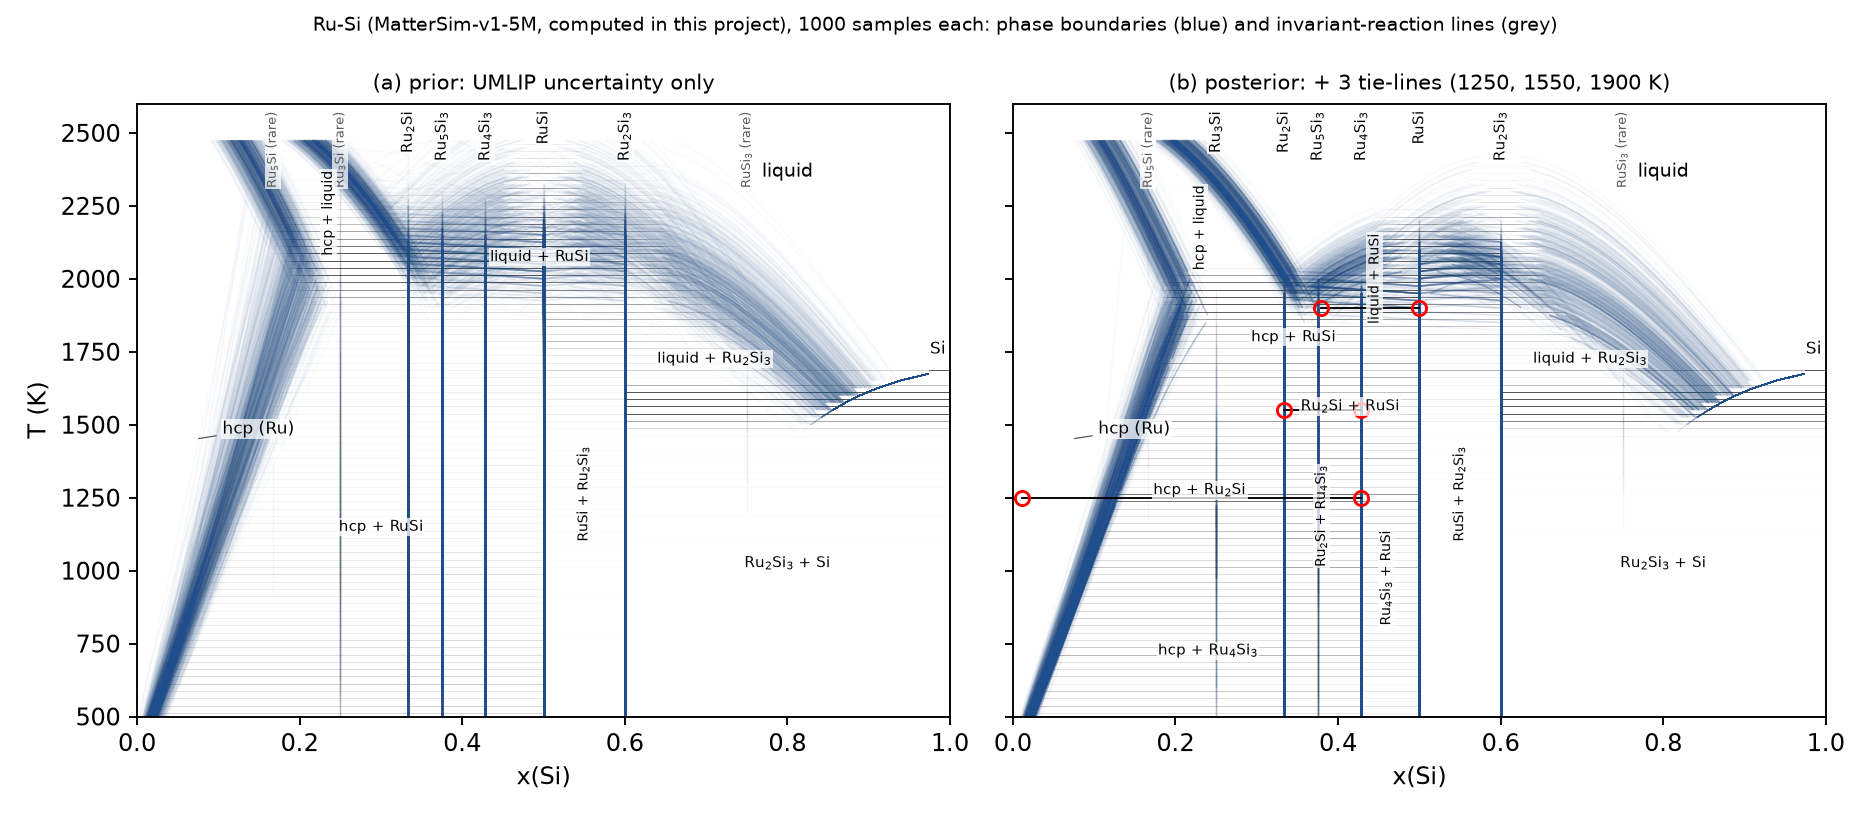 Ru-Si (MatterSim-v1-5M, computed in this project), 1000 samples each: phase boundaries (blue) and invariant-reaction lines (grey)
(a) prior: UMLIP uncertainty only
T (K)
2500
2250
2000
1750
1500
1250
1000
750
500
Ru₅Si (rare)
Ru₃Si (rare)
Ru₂Si
Ru₅Si₃
Ru₄Si₃
RuSi
Ru₂Si₃
RuSi₃ (rare)
liquid
hcp + liquid
liquid + RuSi
liquid + Ru₂Si₃
Si
hcp (Ru)
hcp + RuSi
RuSi + Ru₂Si₃
Ru₂Si₃ + Si
0.0
0.2
0.4
0.6
0.8
1.0
x(Si)
(b) posterior: + 3 tie-lines (1250, 1550, 1900 K)
Ru₅Si (rare)
Ru₃Si
Ru₂Si
Ru₅Si₃
Ru₄Si₃
RuSi
Ru₂Si₃
RuSi₃ (rare)
liquid
hcp + liquid
liquid + RuSi
hcp + RuSi
liquid + Ru₂Si₃
Si
Ru₂Si + RuSi
hcp (Ru)
hcp + Ru₂Si
Ru₂Si + Ru₄Si₃
RuSi + Ru₂Si₃
Ru₄Si₃ + RuSi
Ru₂Si₃ + Si
hcp + Ru₄Si₃
0.0
0.2
0.4
0.6
0.8
1.0
x(Si)